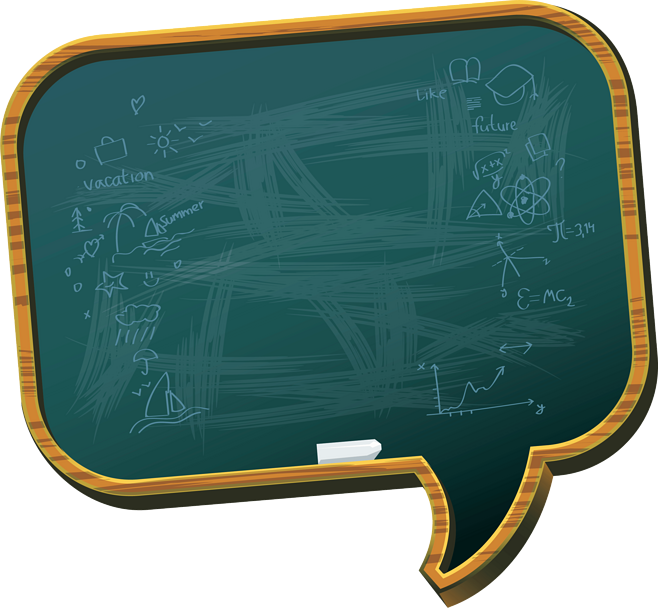 Like
future
vacation
√x+x
y
summer
π=3,14
x
z
y
ε=MC2
x
y